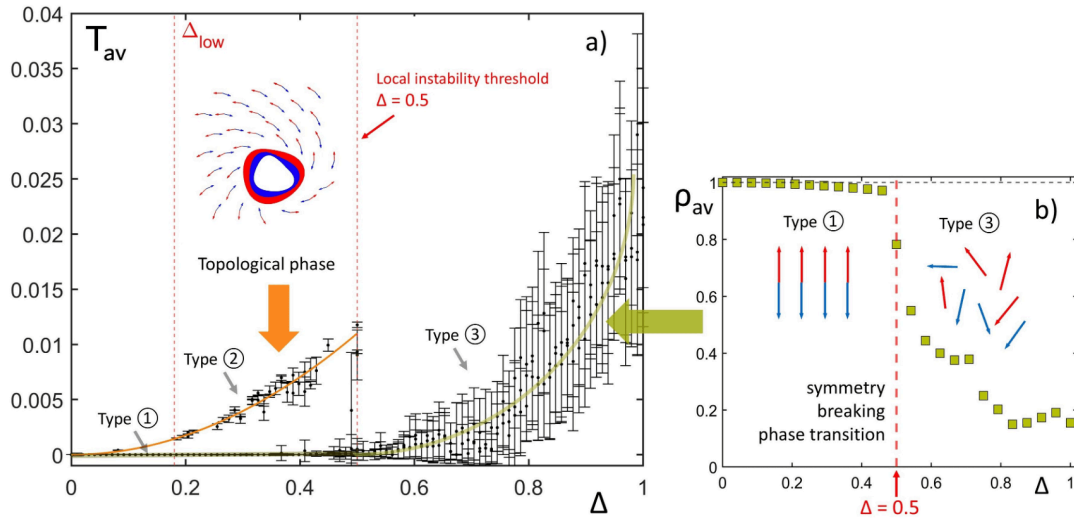 0.04
T_av
Δ_low
a)
0.035
Local instability threshold
Δ = 0.5
0.03
0.025
0.02
Topological phase
0.015
0.01
Type ③
Type ②
0.005
Type ①
0
0 0.2 0.4 0.6 0.8 Δ 1
1
ρ_av
b)
Type ① Type ③
0.8
0.6
0.4
symmetry
breaking
phase transition
0.2
0
0 0.2 0.4 0.6 0.8 Δ 1
Δ = 0.5